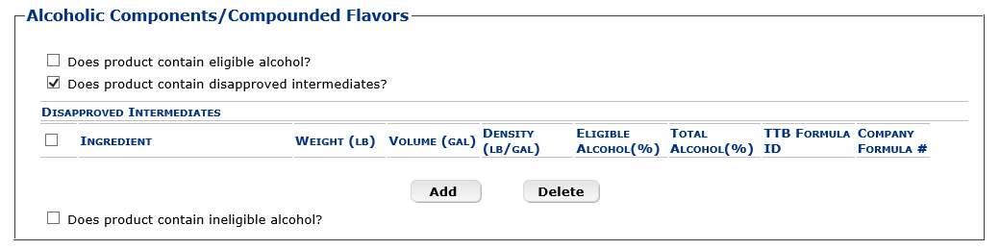 Alcoholic Components/Compounded Flavors
Does product contain eligible alcohol?
Does product contain disapproved intermediates?
DISAPPROVED INTERMEDIATES
INGREDIENT WEIGHT (LB) VOLUME (GAL) DENSITY (LB/GAL) ELIGIBLE ALCOHOL(%) TOTAL ALCOHOL(%) TTB FORMULA ID COMPANY FORMULA #
Add Delete
Does product contain ineligible alcohol?